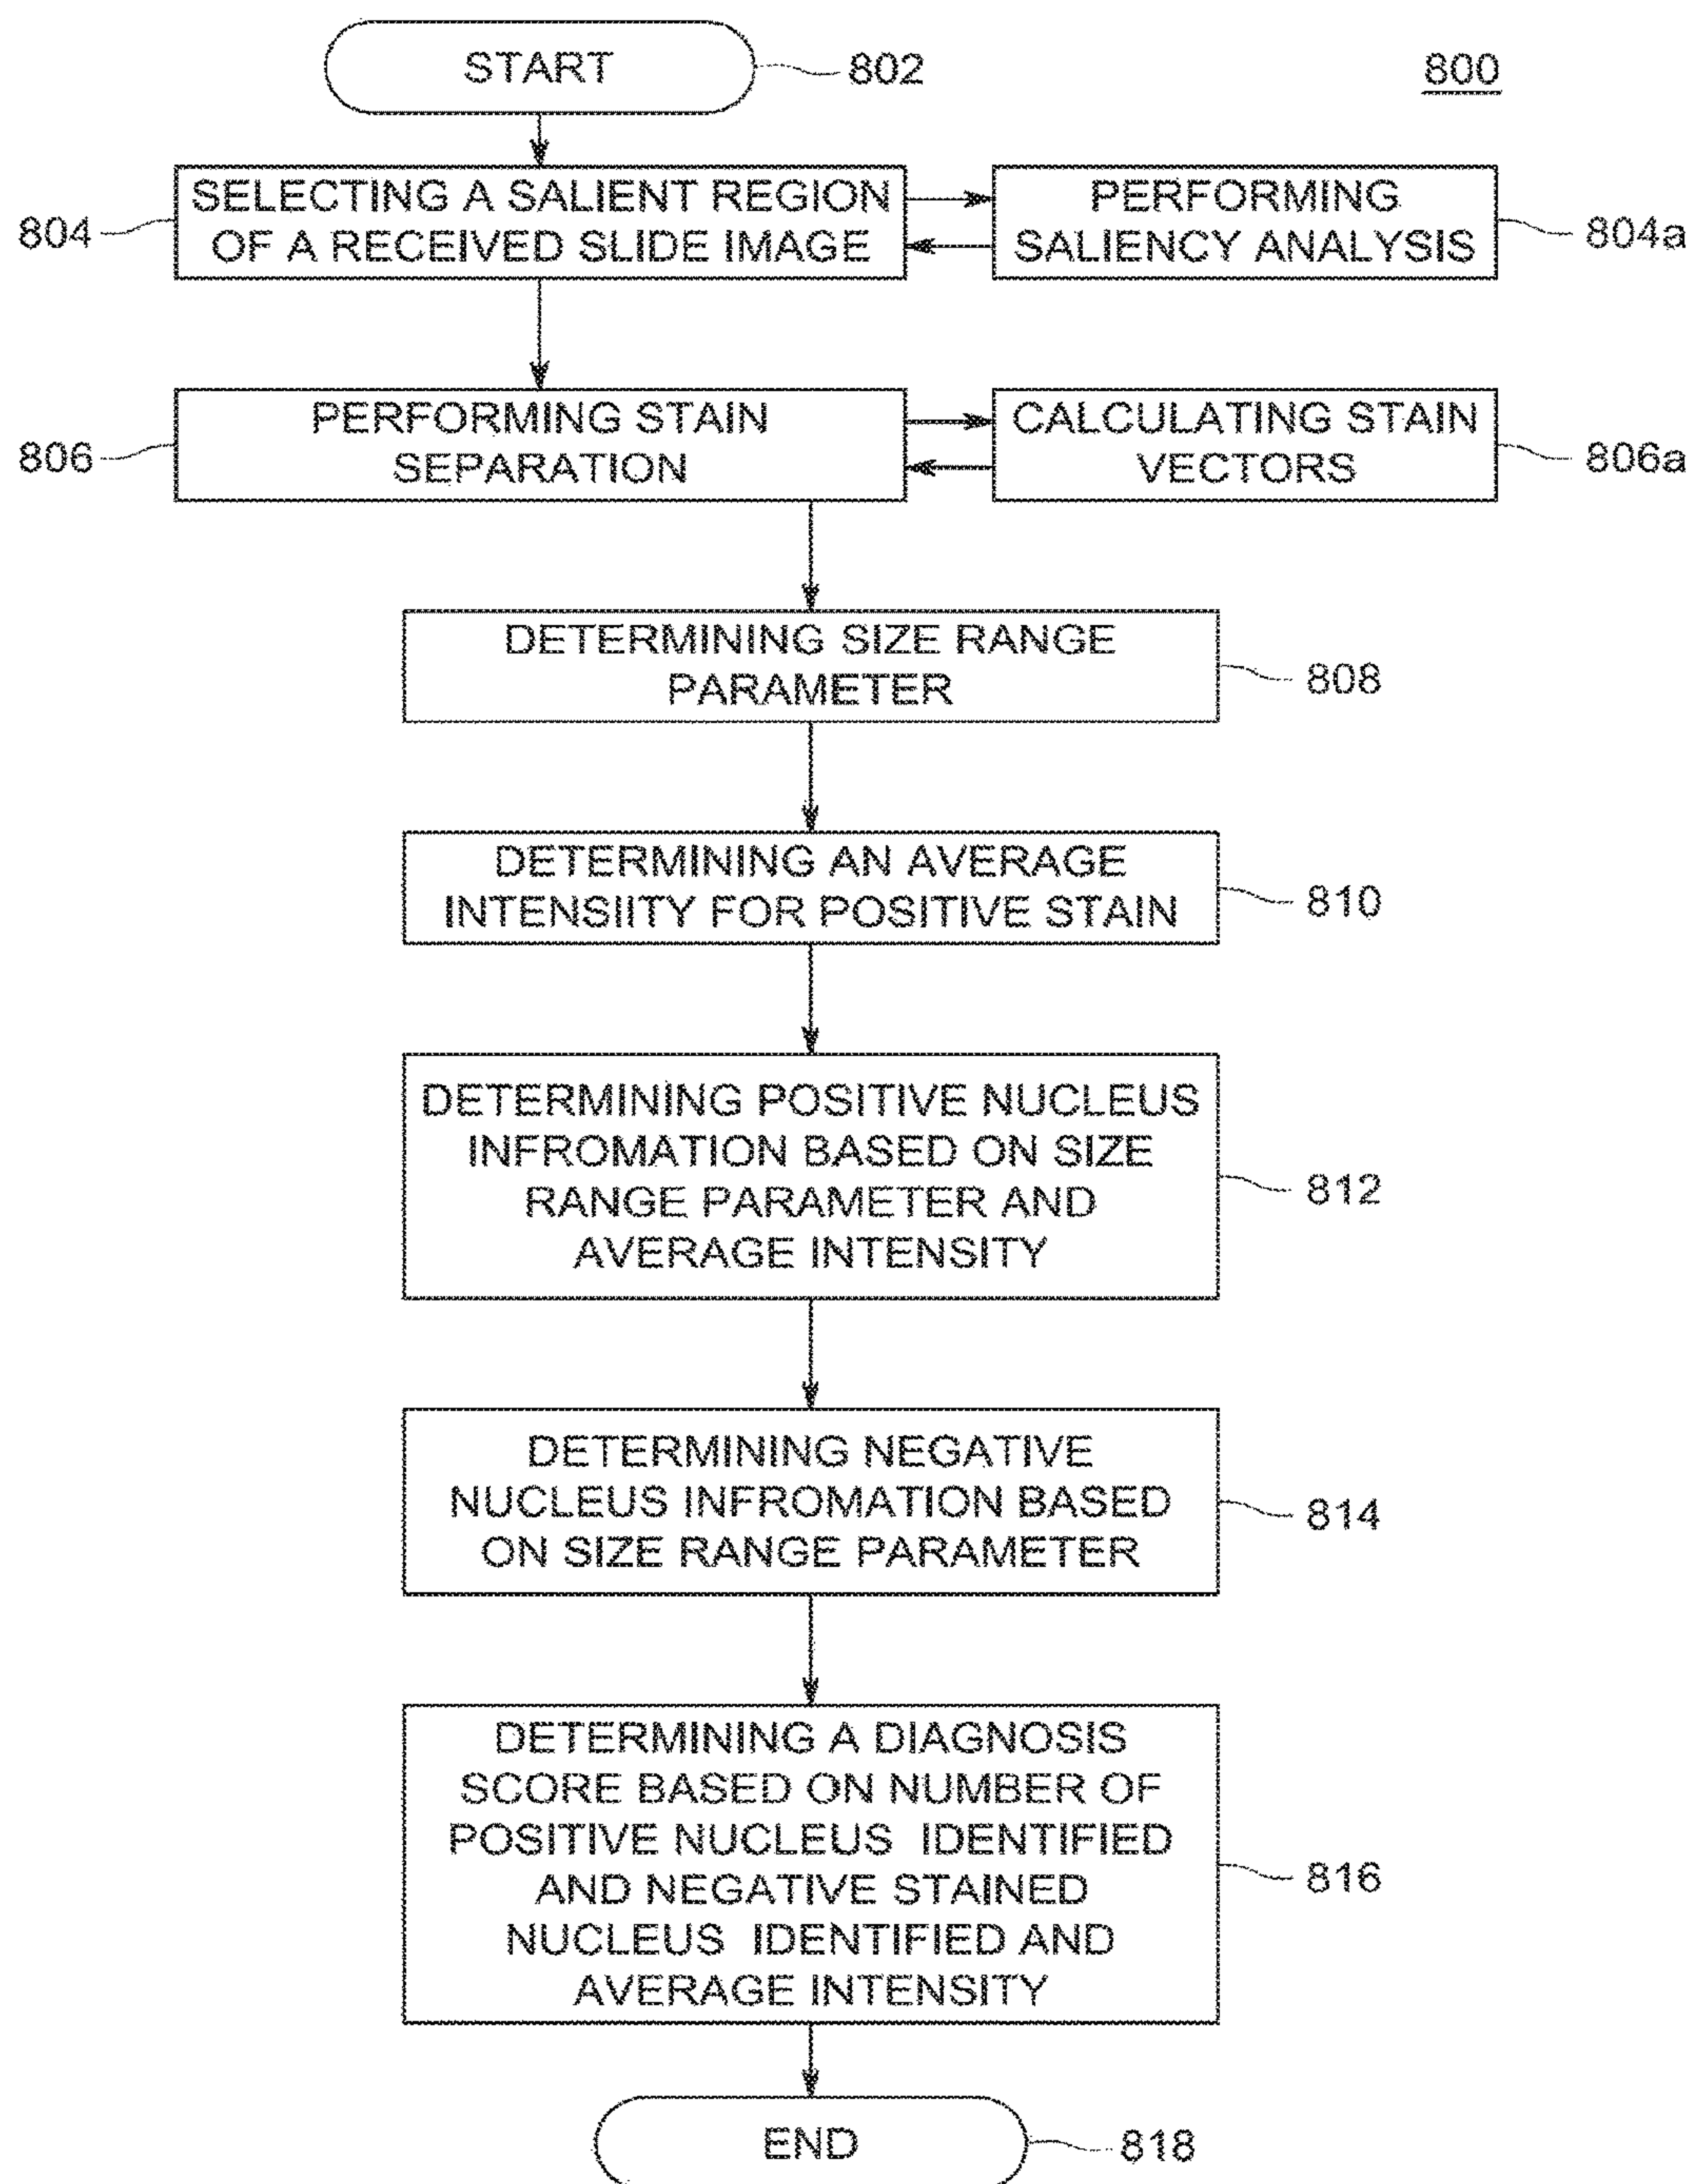 START
802
800
SELECTING A SALIENT REGION
OF A RECEIVED SLIDE IMAGE
804
PERFORMING
SALIENCY ANALYSIS
804a
PERFORMING STAIN
SEPARATION
806
CALCULATING STAIN
VECTORS
806a
DETERMINING SIZE RANGE
PARAMETER
808
DETERMINING AN AVERAGE
INTENSIITY FOR POSITIVE STAIN
810
DETERMINING POSITIVE NUCLEUS
INFROMATION BASED ON SIZE
RANGE PARAMETER AND
AVERAGE INTENSITY
812
DETERMINING NEGATIVE
NUCLEUS INFROMATION BASED
ON SIZE RANGE PARAMETER
814
DETERMINING A DIAGNOSIS
SCORE BASED ON NUMBER OF
POSITIVE NUCLEUS IDENTIFIED
AND NEGATIVE STAINED
NUCLEUS IDENTIFIED AND
AVERAGE INTENSITY
816
END
818